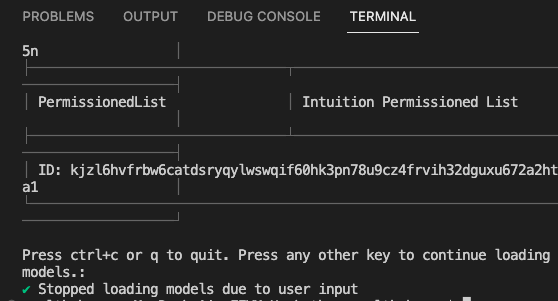 PROBLEMS OUTPUT DEBUG CONSOLE TERMINAL
5n
PermissionedList Intuition Permissioned List
ID: kjzl6hvfrbw6catdsryqylwswqif60hk3pn78u9cz4frvih32dguxu672a2ht
a1
Press ctrl+c or q to quit. Press any other key to continue loading
models.:
✔ Stopped loading models due to user input